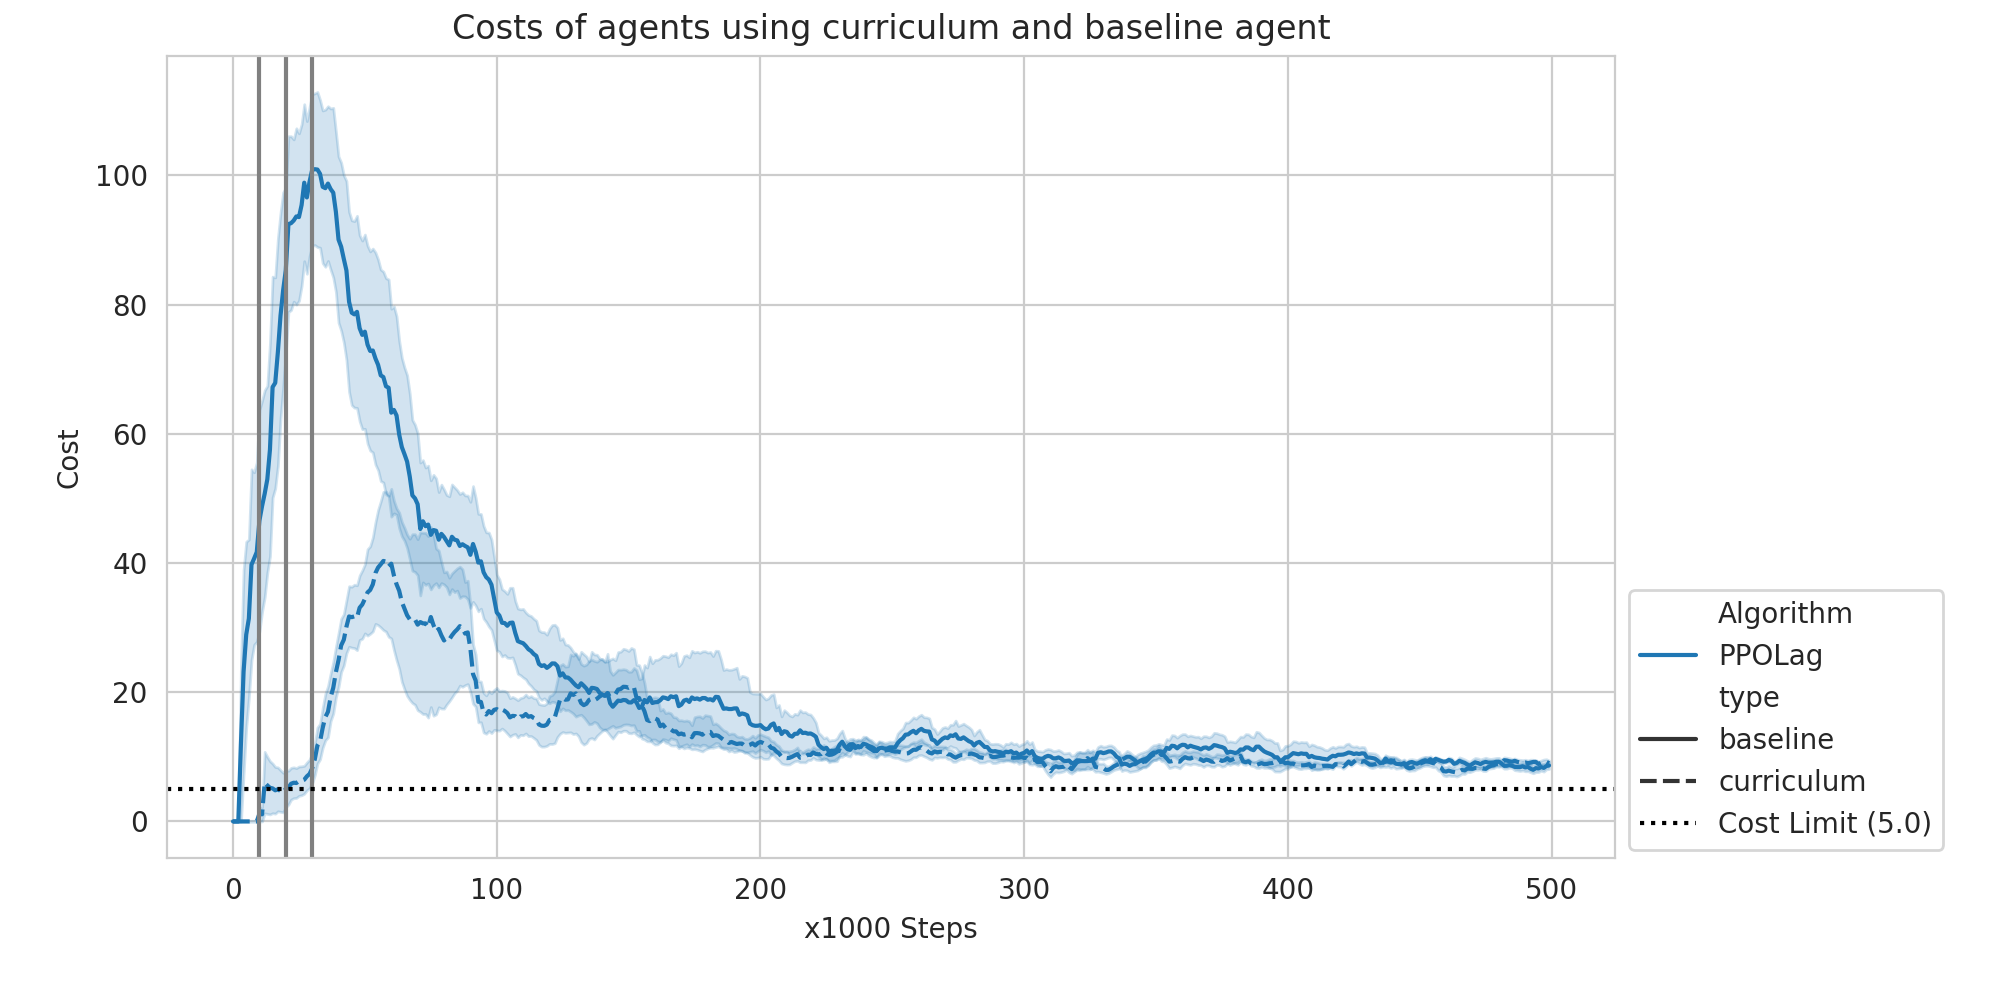 Costs of agents using curriculum and baseline agent
Cost
100
80
60
40
20
0
0 100 200 300 400 500
x1000 Steps
Algorithm
PPOLag
type
baseline
curriculum
Cost Limit (5.0)